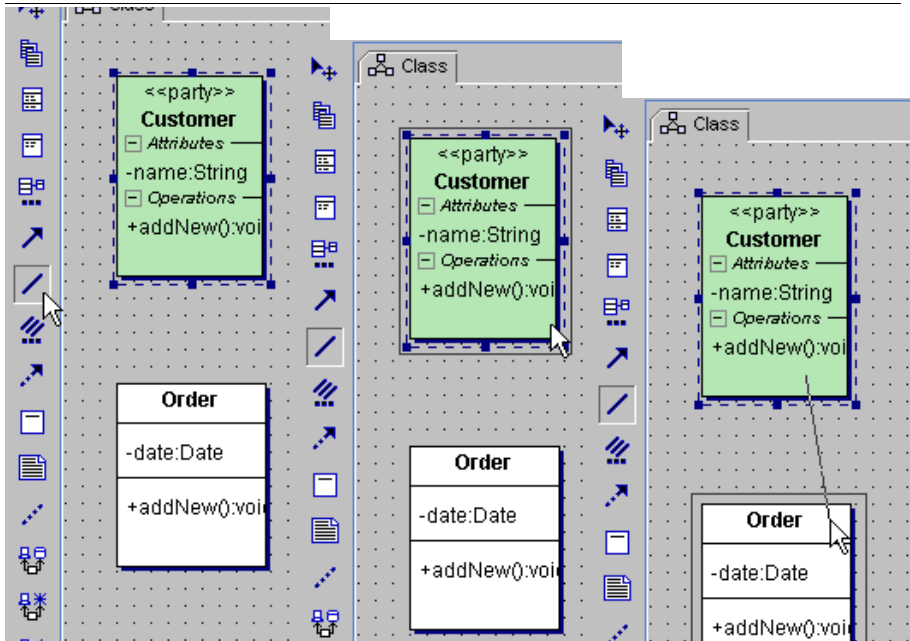 Class
<<party>>
Customer
Attributes
-name:String
Operations
+addNew():voi
Order
-date:Date
+addNew():voi
Class
<<party>>
Customer
Attributes
-name:String
Operations
+addNew():voi
Order
-date:Date
+addNew():voi
Class
<<party>>
Customer
Attributes
-name:String
Operations
+addNew():voi
Order
-date:Date
+addNew():voi